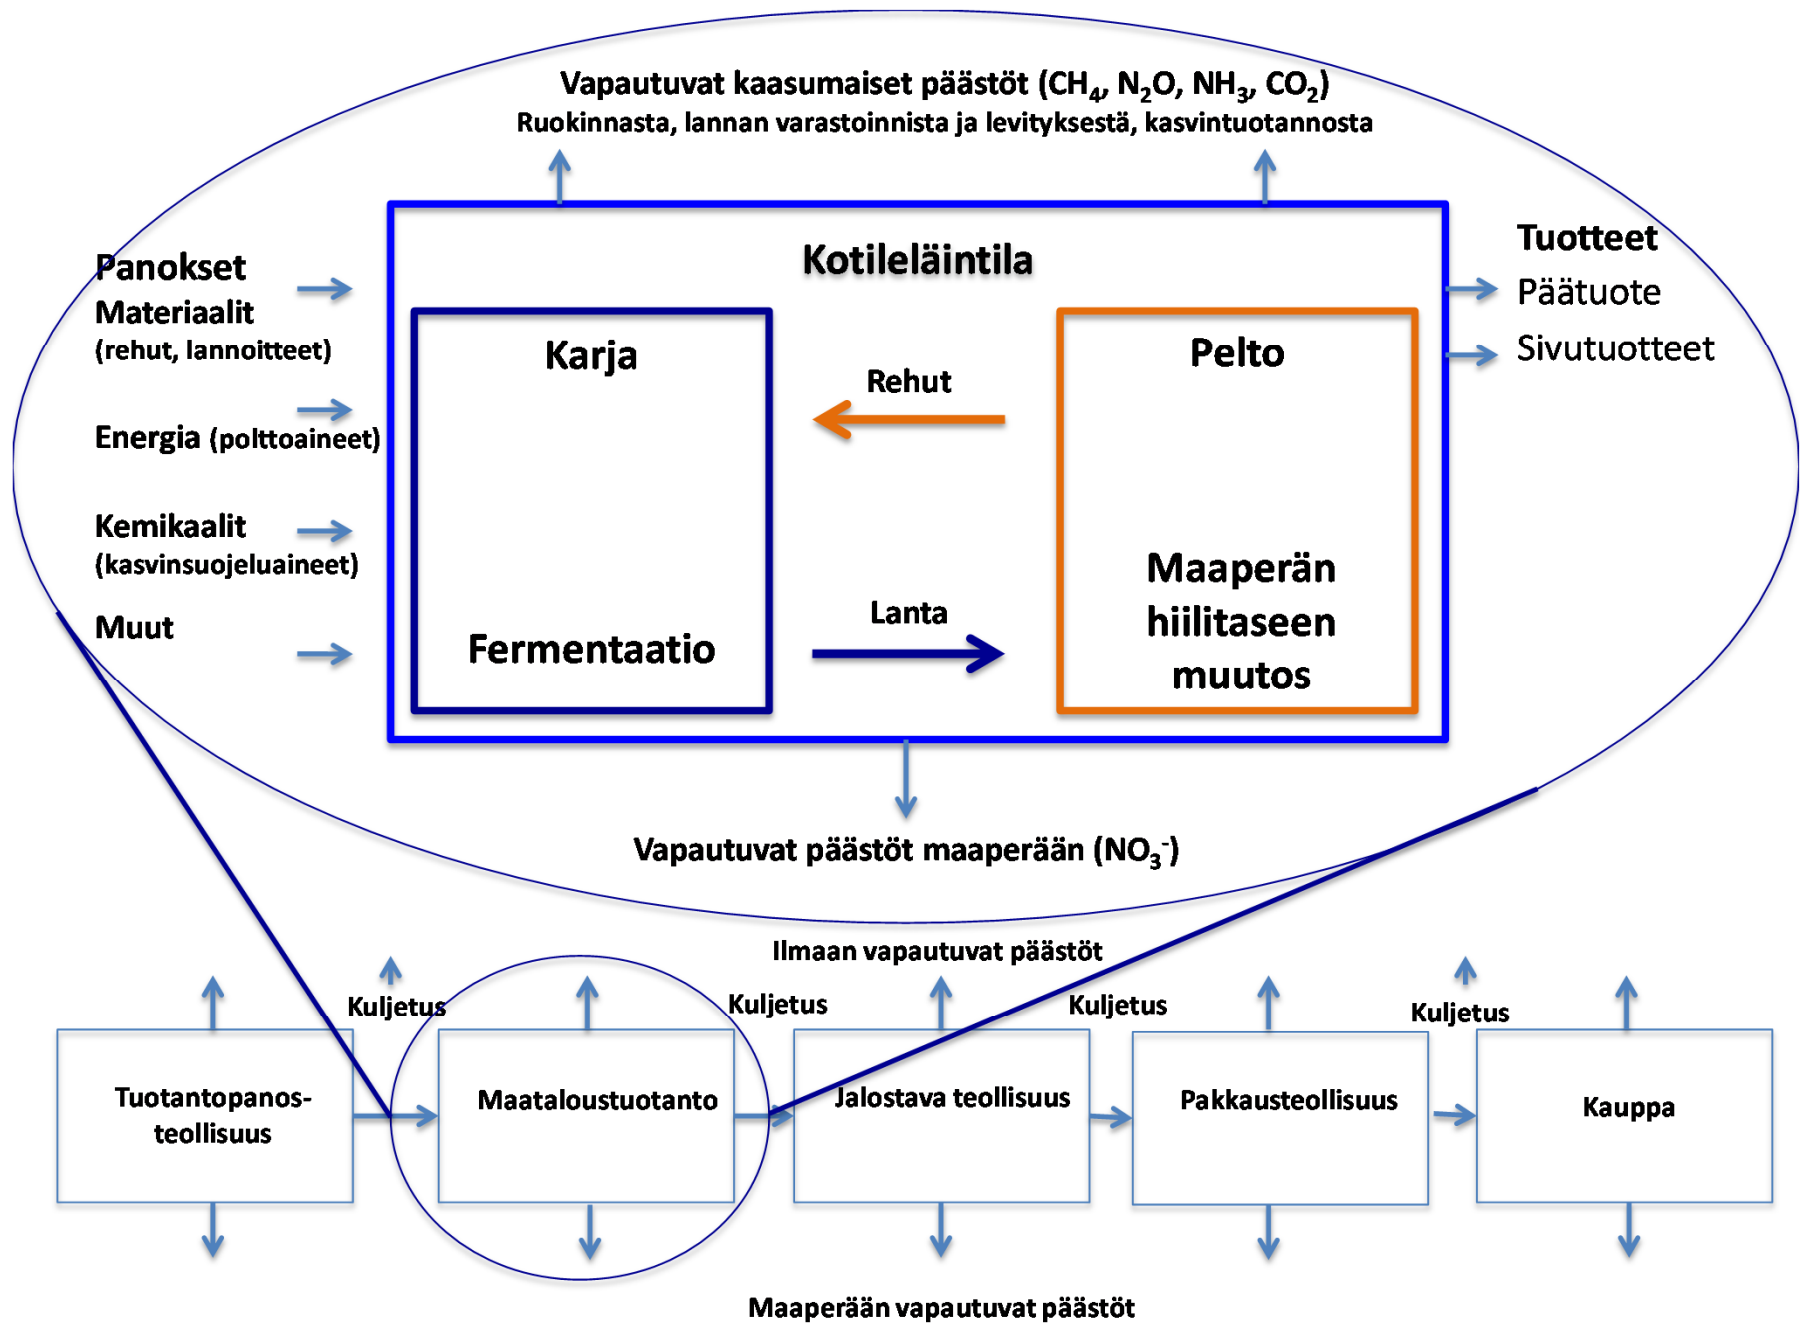 Vapautuvat kaasumaiset päästöt (CH₄, N₂O, NH₃, CO₂)
Ruokinnasta, lannan varastoinnista ja levityksestä, kasvintuotannosta
Panokset
Materiaalit
(rehut, lannoitteet)
Energia (polttoaineet)
Kemikaalit
(kasvinsuojeluaineet)
Muut
Kotileläintila
Karja
Fermentaatio
Rehut
Lanta
Pelto
Maaperän
hiilitaseen
muutos
Tuotteet
Päätuote
Sivutuotteet
Vapautuvat päästöt maaperään (NO₃⁻)
Ilmaan vapautuvat päästöt
Kuljetus
Kuljetus
Kuljetus
Kuljetus
Tuotantopanos-
teollisuus
Maataloustuotanto
Jalostava teollisuus
Pakkausteollisuus
Kauppa
Maaperään vapautuvat päästöt